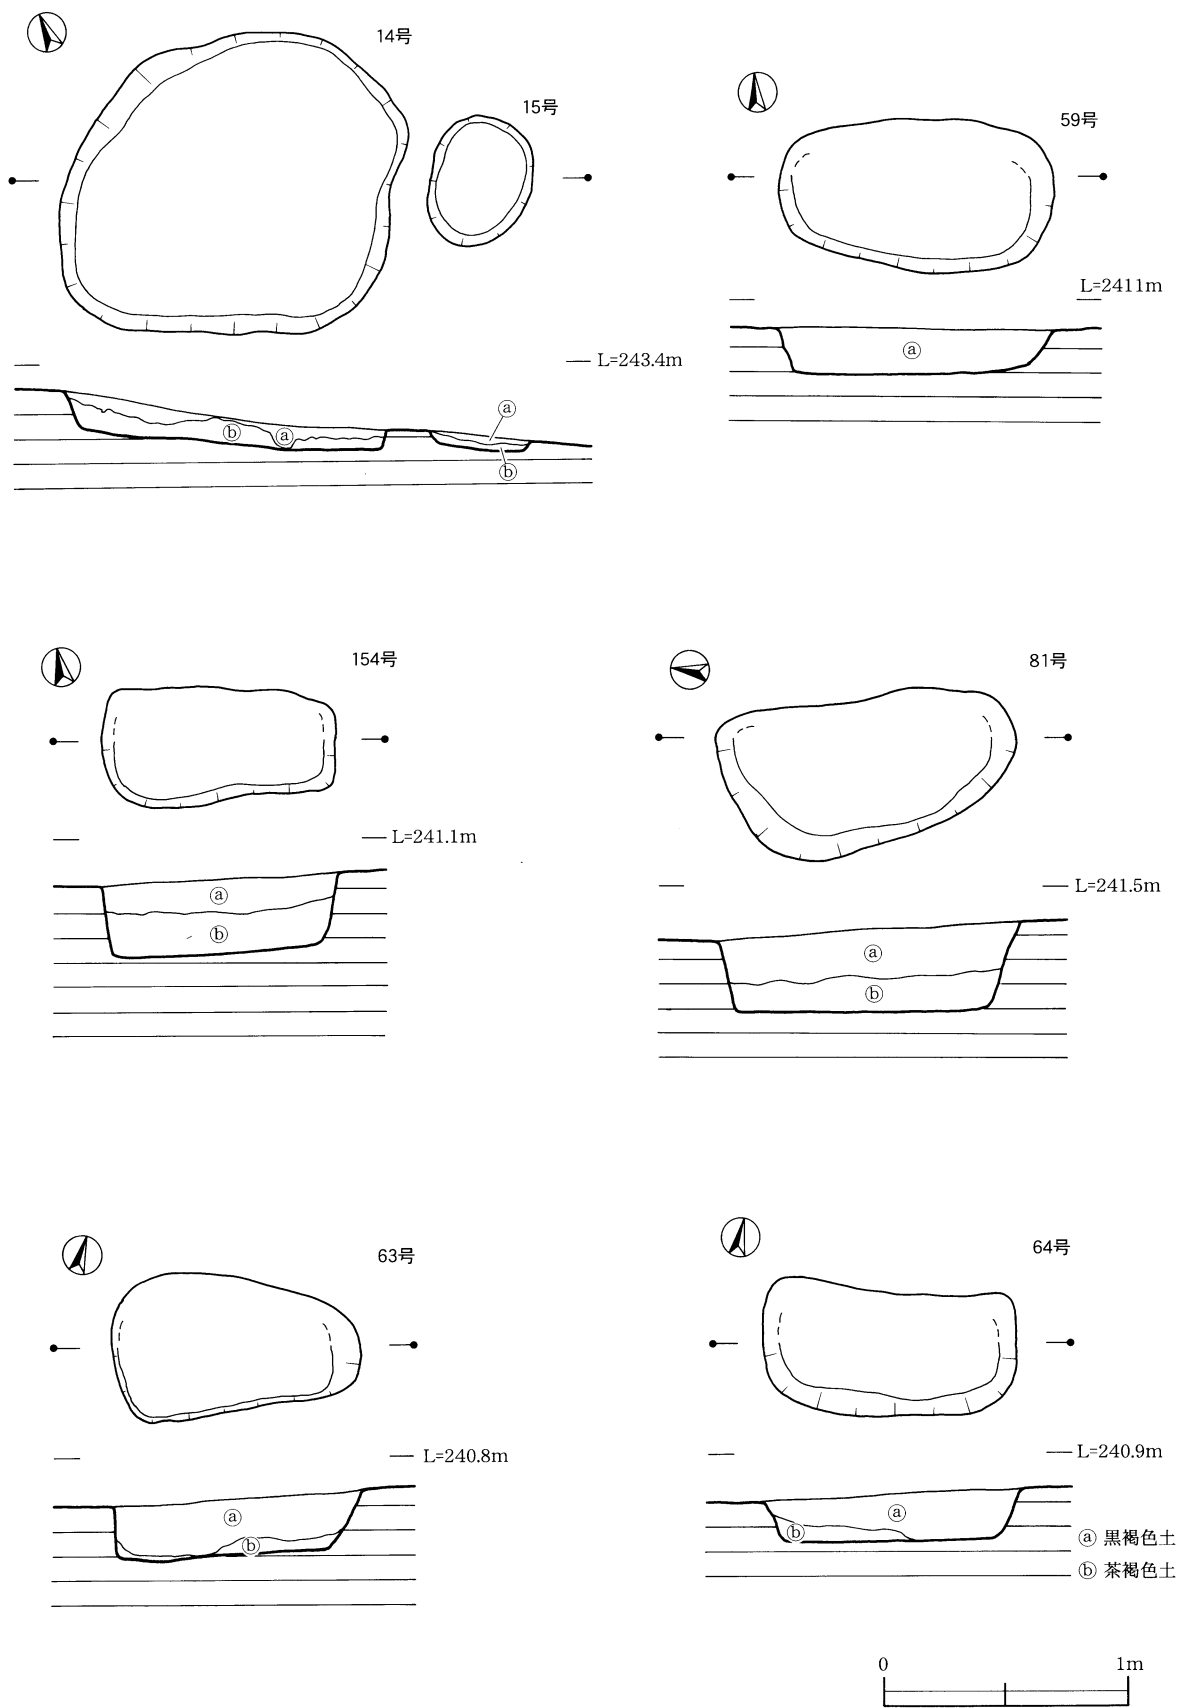 14号
15号
59号
L=2411m
L=243.4m
ⓐ
ⓐ
ⓑ
ⓐ
ⓑ
154号
81号
L=241.1m
L=241.5m
ⓐ
ⓑ
ⓐ
ⓑ
63号
64号
L=240.8m
L=240.9m
ⓐ
ⓑ
ⓐ
ⓑ
ⓐ 黒褐色土
ⓑ 茶褐色土
0 1m